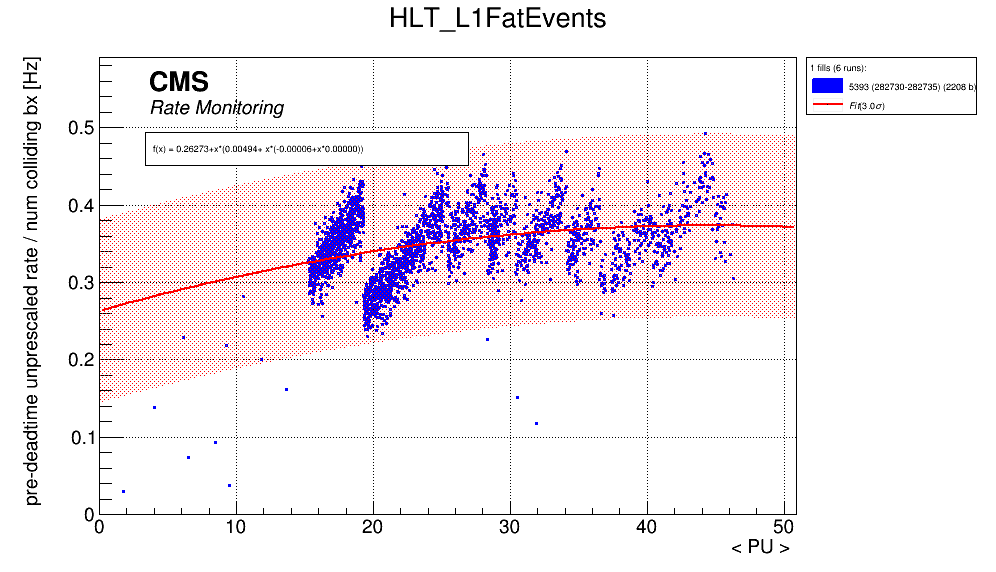 HLT_L1FatEvents
pre-deadtime unprescaled rate / num colliding bx [Hz]
CMS
Rate Monitoring
f(x) = 0.26273+x*(0.00494+ x*(-0.00006+x*0.00000))
1 fills (6 runs):
5393 (282730-282735) (2208 b)
Fit(3.0σ)
0.5
0.4
0.3
0.2
0.1
0
0 10 20 30 40 50
< PU >